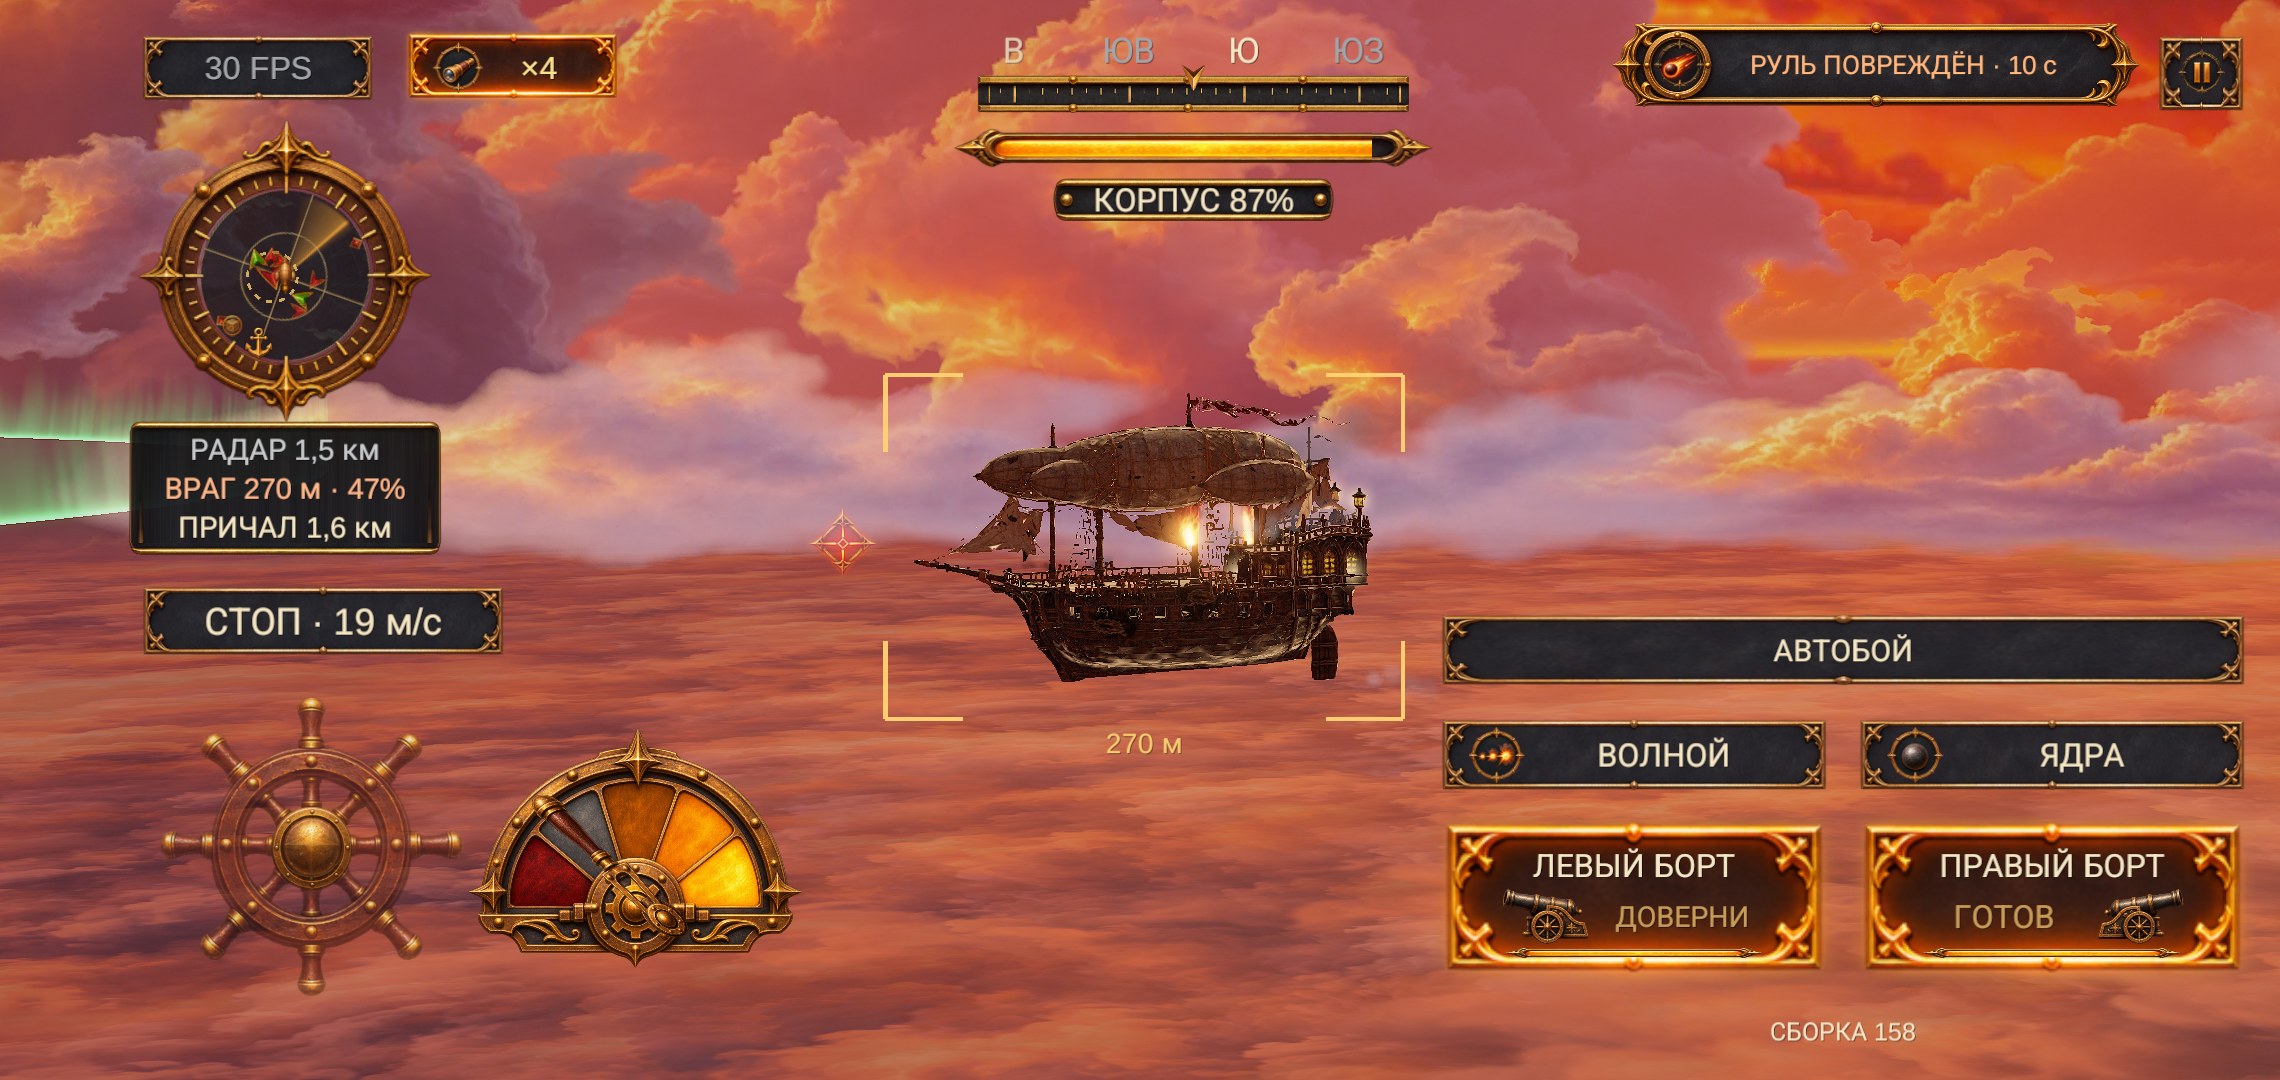 30 FPS
×4
В ЮВ Ю ЮЗ
РУЛЬ ПОВРЕЖДЁН · 10 с
КОРПУС 87%
РАДАР 1,5 км
ВРАГ 270 м · 47%
ПРИЧАЛ 1,6 км
СТОП · 19 м/с
270 м
АВТОБОЙ
ВОЛНОЙ
ЯДРА
ЛЕВЫЙ БОРТ
ДОВЕРНИ
ПРАВЫЙ БОРТ
ГОТОВ
СБОРКА 158